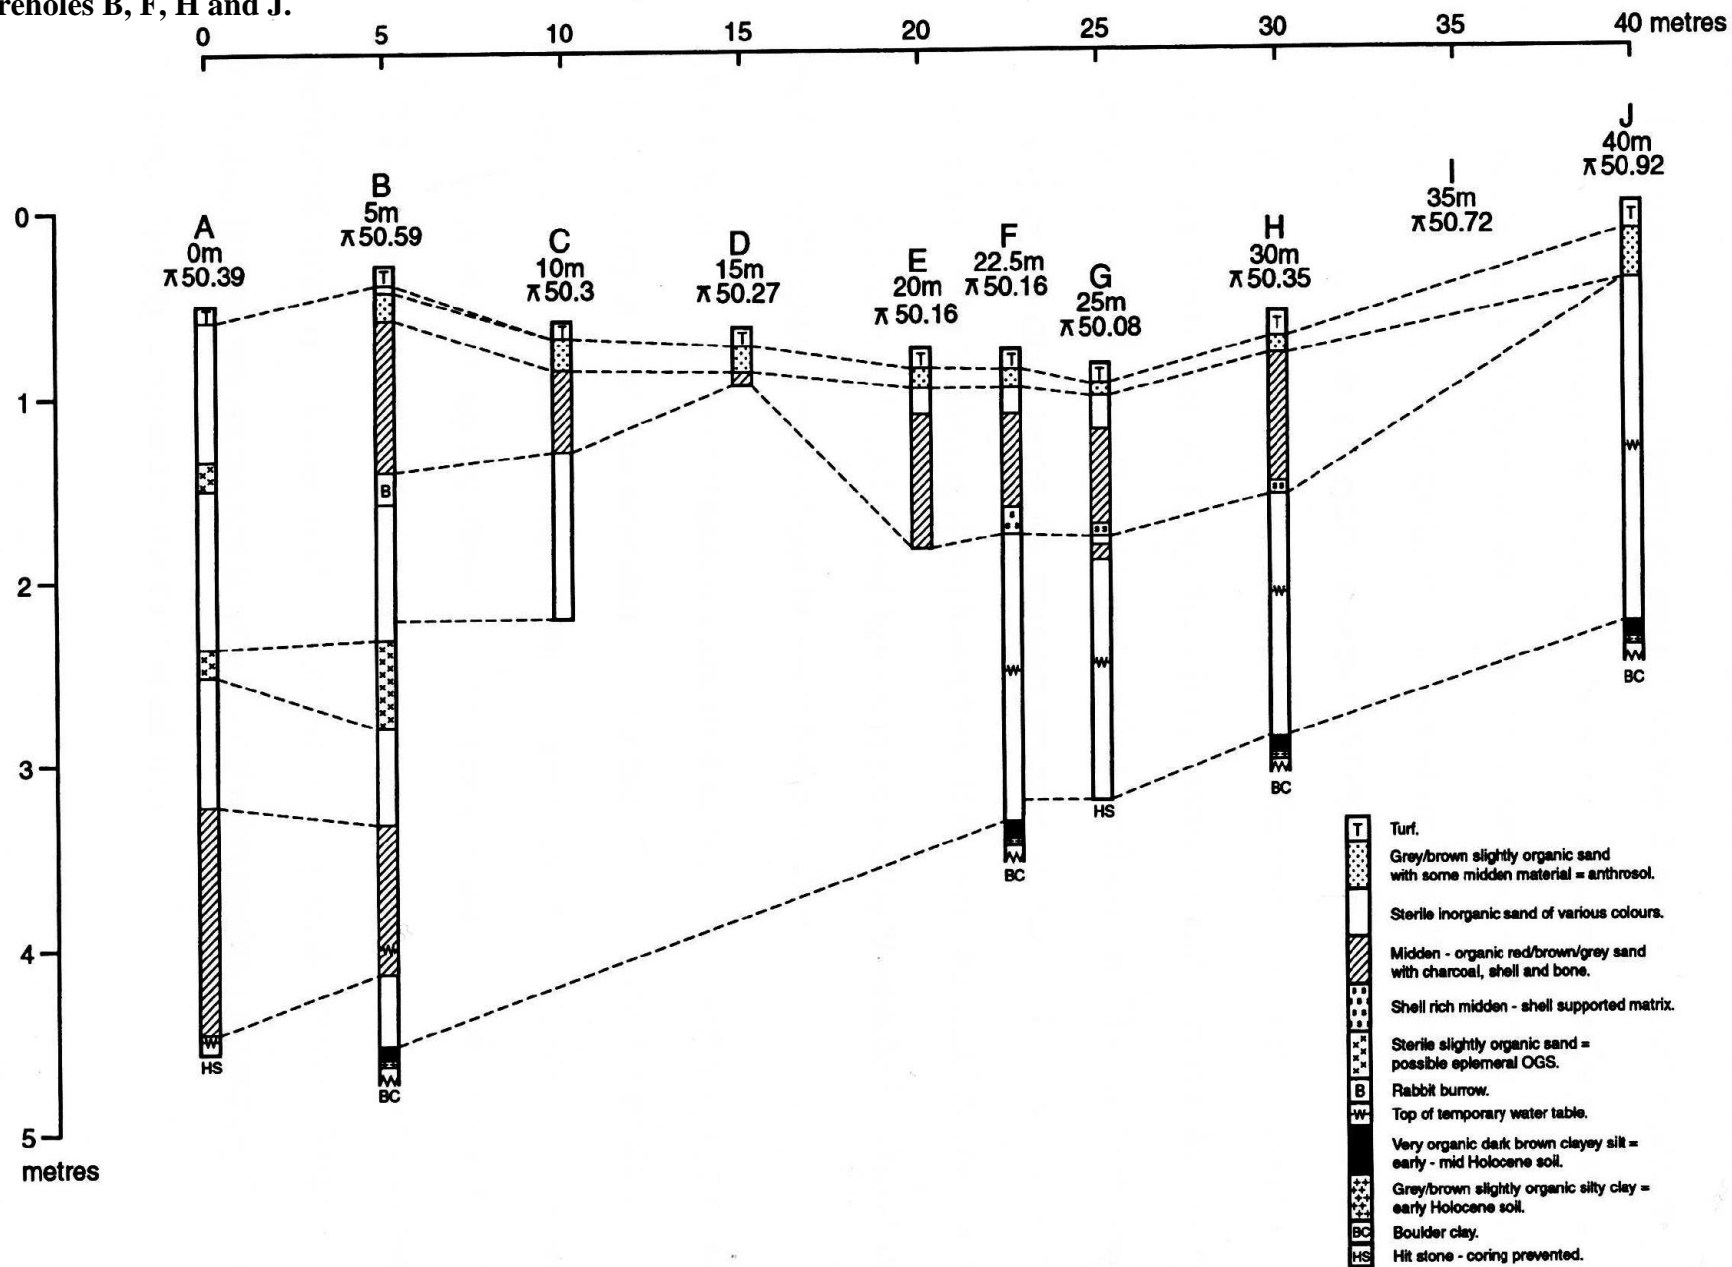 reholes B, F, H and J.
0 5 10 15 20 25 30 35 40 metres
A
0m
⊼50.39
B
5m
⊼50.59
C
10m
⊼50.3
D
15m
⊼50.27
E
20m
⊼50.16
F
22.5m
⊼50.16
G
25m
⊼50.08
H
30m
⊼50.35
I
35m
⊼50.72
J
40m
⊼50.92
0
1
2
3
4
5
metres
T
W
HS
T
B
W
BC
T
T
T
T
W
BC
T
W
HS
T
W
BC
T
W
BC
T Turf.
Grey/brown slightly organic sand
with some midden material = anthrosol.
Sterile inorganic sand of various colours.
Midden - organic red/brown/grey sand
with charcoal, shell and bone.
Shell rich midden - shell supported matrix.
Sterile slightly organic sand =
possible eplemeral OGS.
B Rabbit burrow.
W Top of temporary water table.
Very organic dark brown clayey silt =
early - mid Holocene soil.
Grey/brown slightly organic silty clay =
early Holocene soil.
BC Boulder clay.
HS Hit stone - coring prevented.